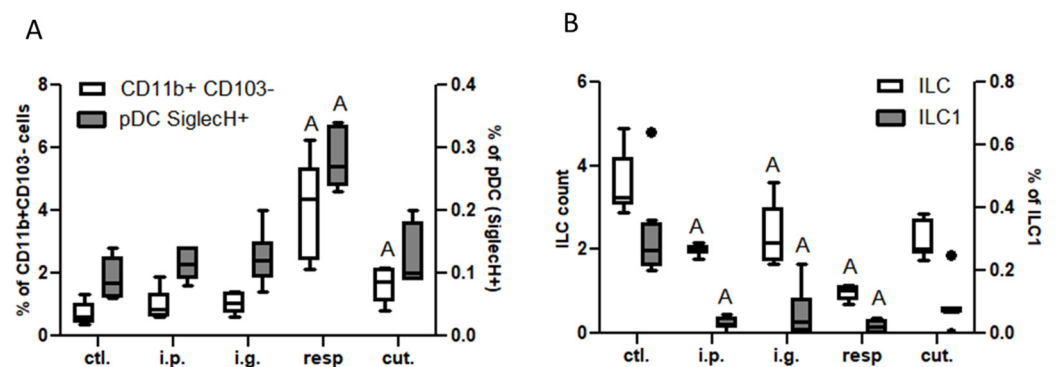 A
B
CD11b+ CD103-
pDC SiglecH+
% of CD11b+CD103- cells
8
6
4
2
0
0.4
0.3
0.2
0.1
0.0
% of pDC (SiglecH+)
A
A
A
ctl.
i.p.
i.g.
resp
cut.
ILC
ILC1
ILC count
6
4
2
0
0.8
0.6
0.4
0.2
0.0
% of ILC1
A
A
A
A
A
A
ctl.
i.p.
i.g.
resp
cut.